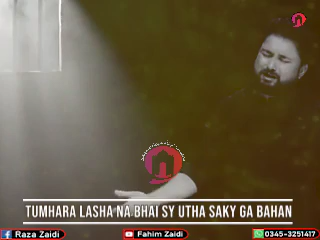 TUMHARA LASHA NA BHAI SY UTHA SAKY GA BAHAN
Raza Zaidi
Fahim Zaidi
0345-3251417